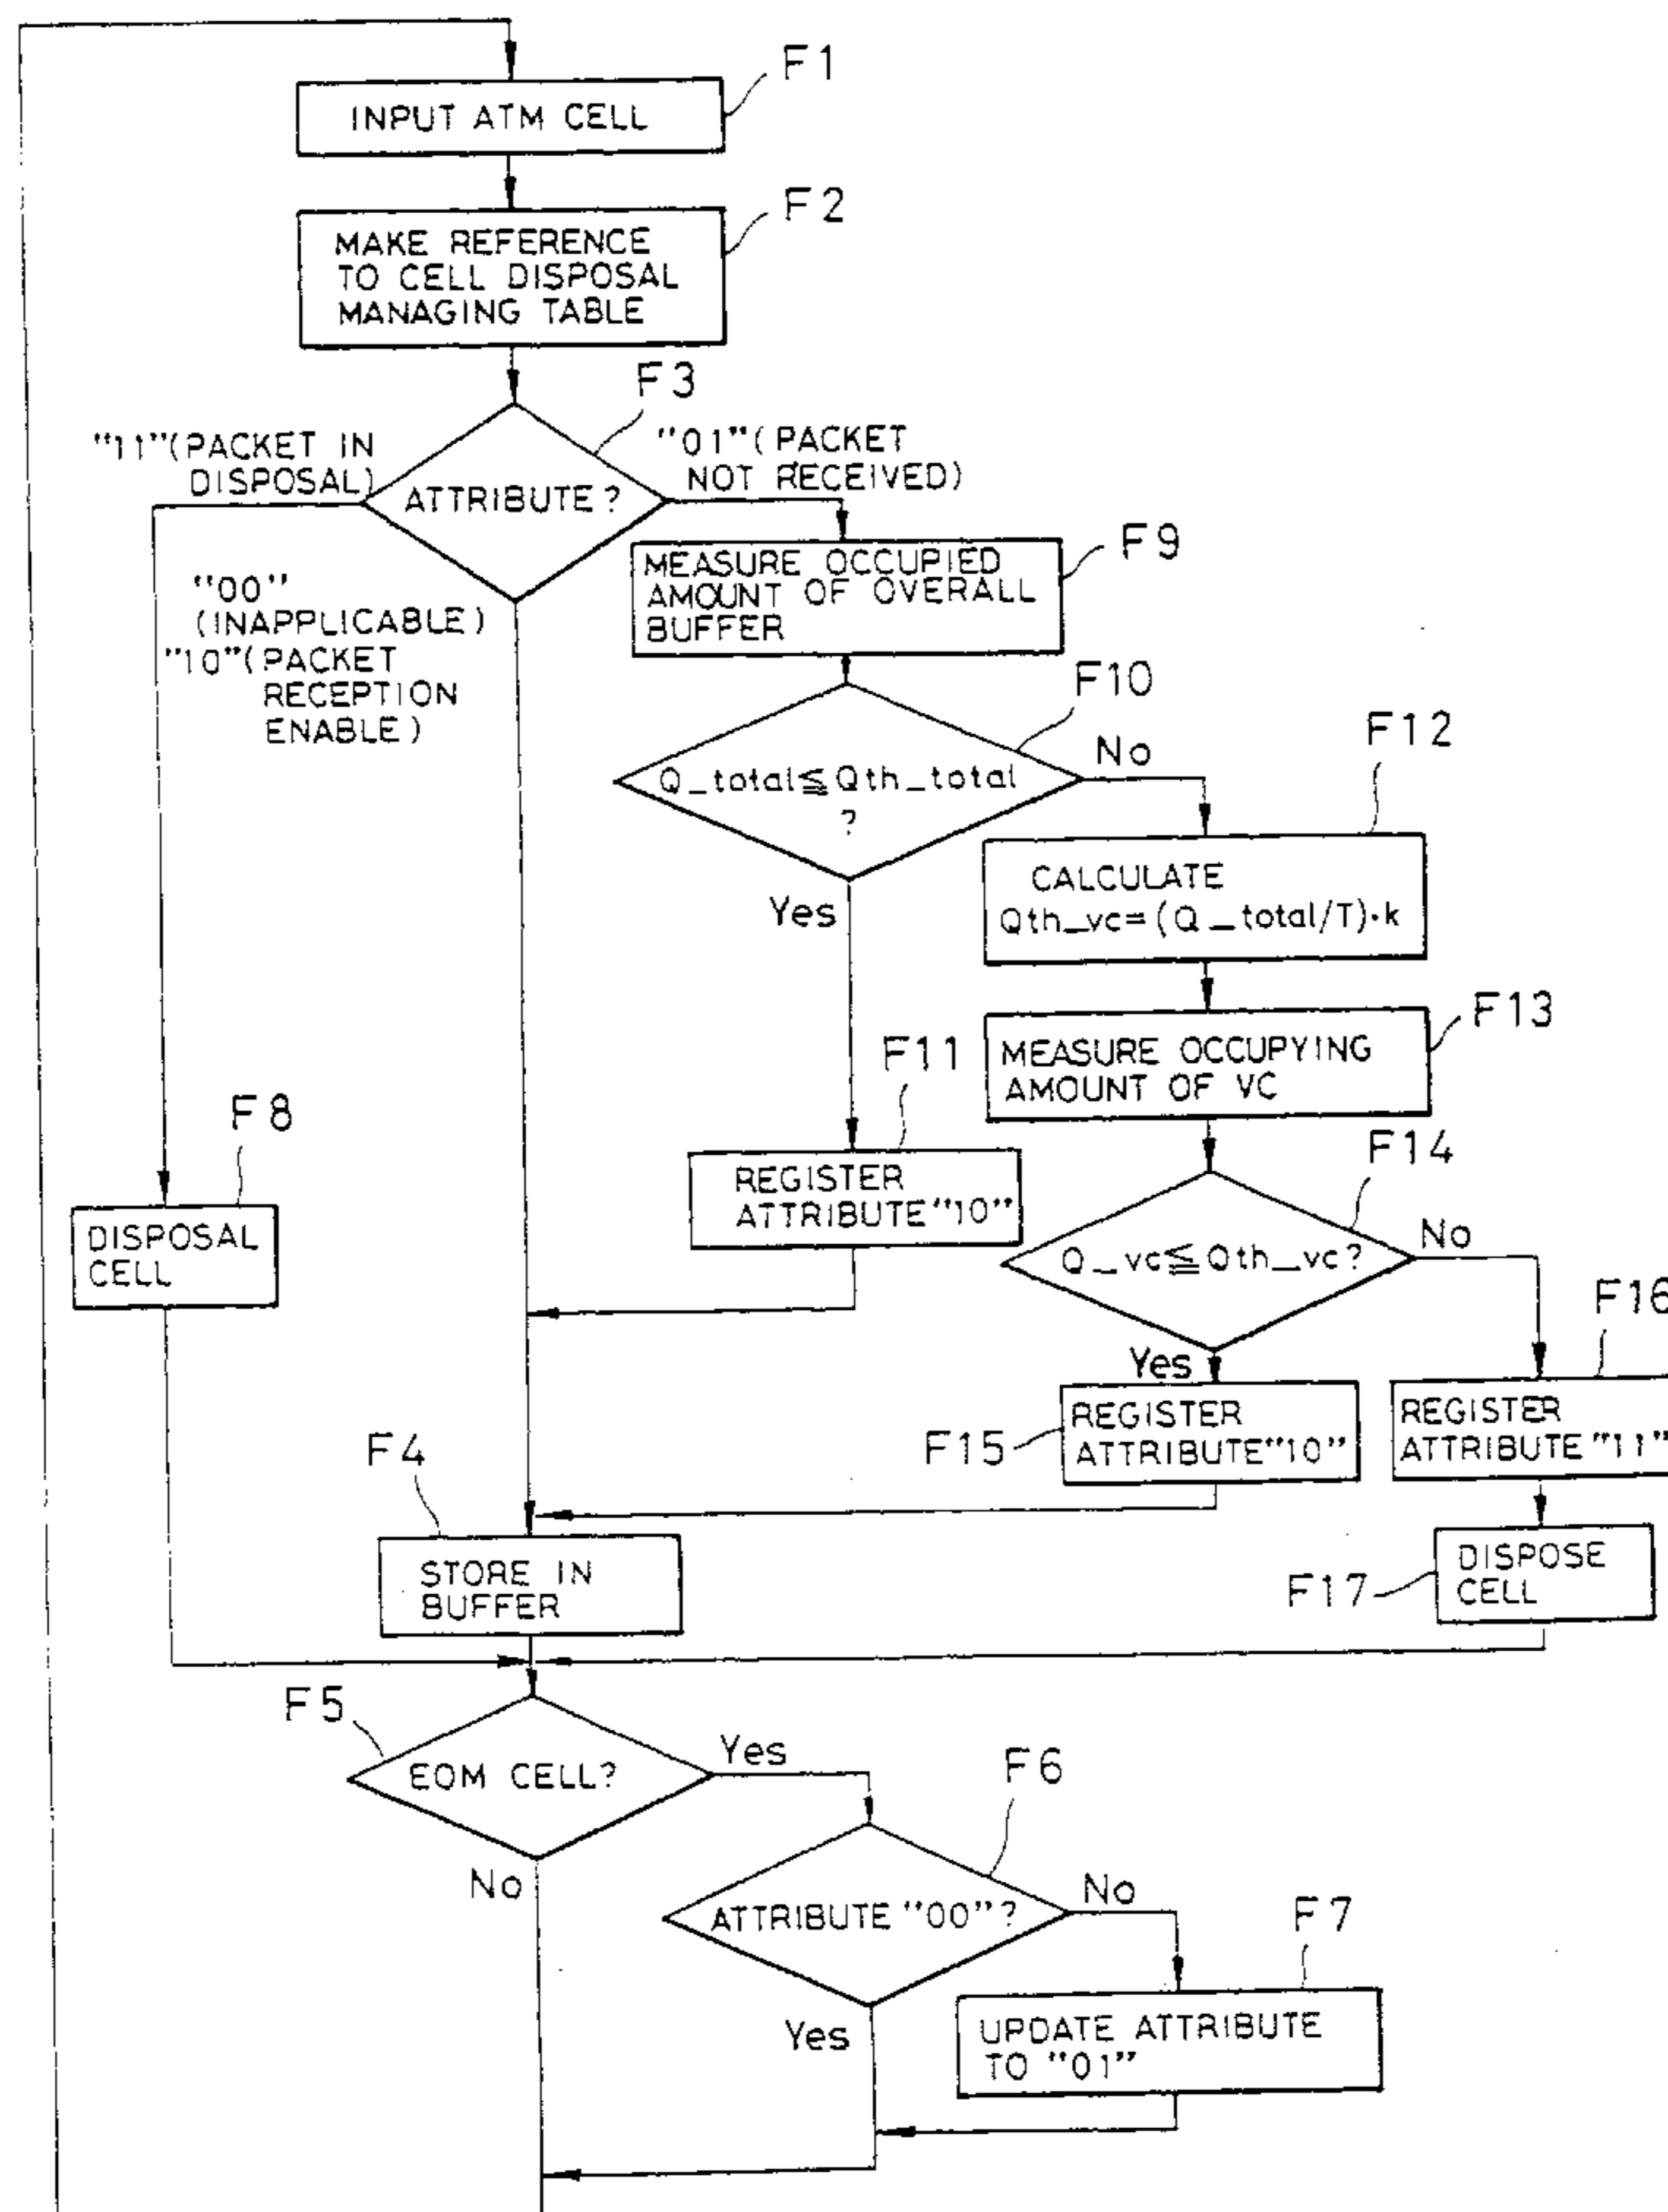 F1
INPUT ATM CELL
F2
MAKE REFERENCE
TO CELL DISPOSAL
MANAGING TABLE
F3
"11"(PACKET IN
DISPOSAL)
"01"(PACKET
NOT RECEIVED)
ATTRIBUTE?
"00"
(INAPPLICABLE)
"10"(PACKET
RECEPTION
ENABLE)
F9
MEASURE OCCUPIED
AMOUNT OF OVERALL
BUFFER
F10
Q_total≦Qth_total
?
No
Yes
F12
CALCULATE
Qth_vc=(Q_total/T)·k
F13
MEASURE OCCUPYING
AMOUNT OF VC
F11
REGISTER
ATTRIBUTE"10"
F8
DISPOSAL
CELL
F14
Q_vc≦Qth_vc?
No
Yes
F15
REGISTER
ATTRIBUTE"10"
F16
REGISTER
ATTRIBUTE"11"
F4
STORE IN
BUFFER
F17
DISPOSE
CELL
F5
EOM CELL?
Yes
No
F6
ATTRIBUTE"00"?
No
Yes
F7
UPDATE ATTRIBUTE
TO "01"